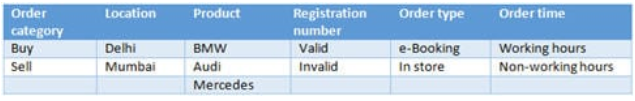 Order category Location Product Registration number Order type Order time
Buy Delhi BMW Valid e-Booking Working hours
Sell Mumbai Audi Invalid In store Non-working hours
Mercedes